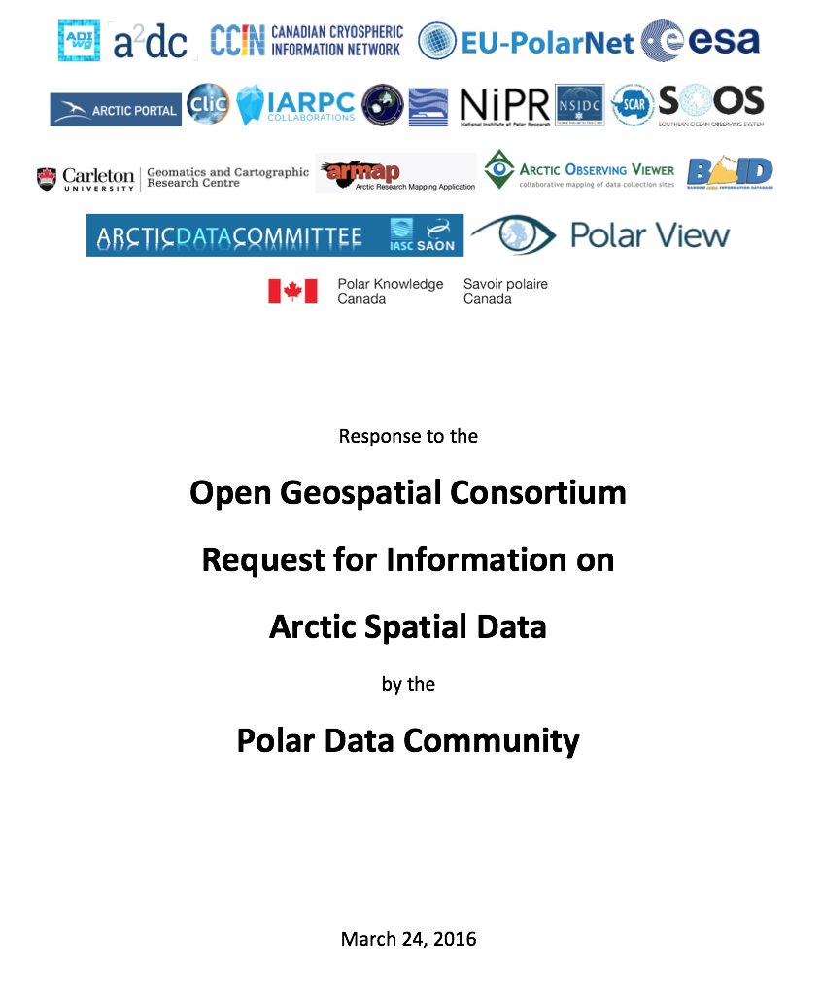 ADI
WG
a2dc
CCIN CANADIAN CRYOSPHERIC
INFORMATION NETWORK
EU-PolarNet
esa
ARCTIC PORTAL
clic
IARPC
COLLABORATIONS
NiPR
National Institute of Polar Research
NSIDC
SCAR
SOOS
SOUTHERN OCEAN OBSERVING SYSTEM
Carleton
UNIVERSITY
Geomatics and Cartographic
Research Centre
armap
Arctic Research Mapping Application
ARCTIC OBSERVING VIEWER
collaborative mapping of data collection sites
BAID
BARROW AREA INFORMATION DATABASE
ARCTICDATACOMMITTEE
IASC SAON
Polar View
Polar Knowledge
Canada
Savoir polaire
Canada
Response to the
Open Geospatial Consortium
Request for Information on
Arctic Spatial Data
by the
Polar Data Community
March 24, 2016